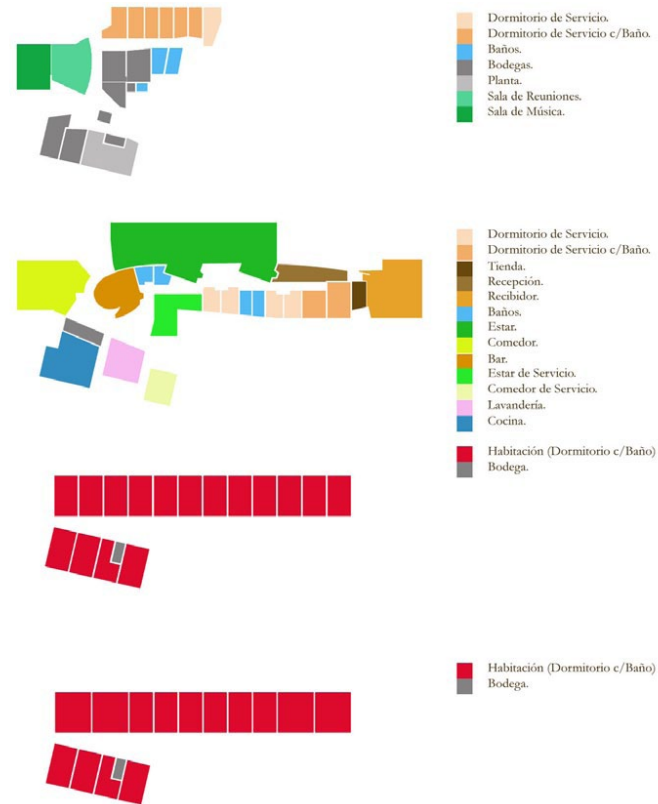 Dormitorio de Servicio.
Dormitorio de Servicio c/Baño.
Baños.
Bodegas.
Planta.
Sala de Reuniones.
Sala de Música.
Dormitorio de Servicio.
Dormitorio de Servicio c/Baño.
Tienda.
Recepción.
Recibidor.
Baños.
Estar.
Comedor.
Bar.
Estar de Servicio.
Comedor de Servicio.
Lavandería.
Cocina.
Habitación (Dormitorio c/Baño)
Bodega.
Habitación (Dormitorio c/Baño)
Bodega.